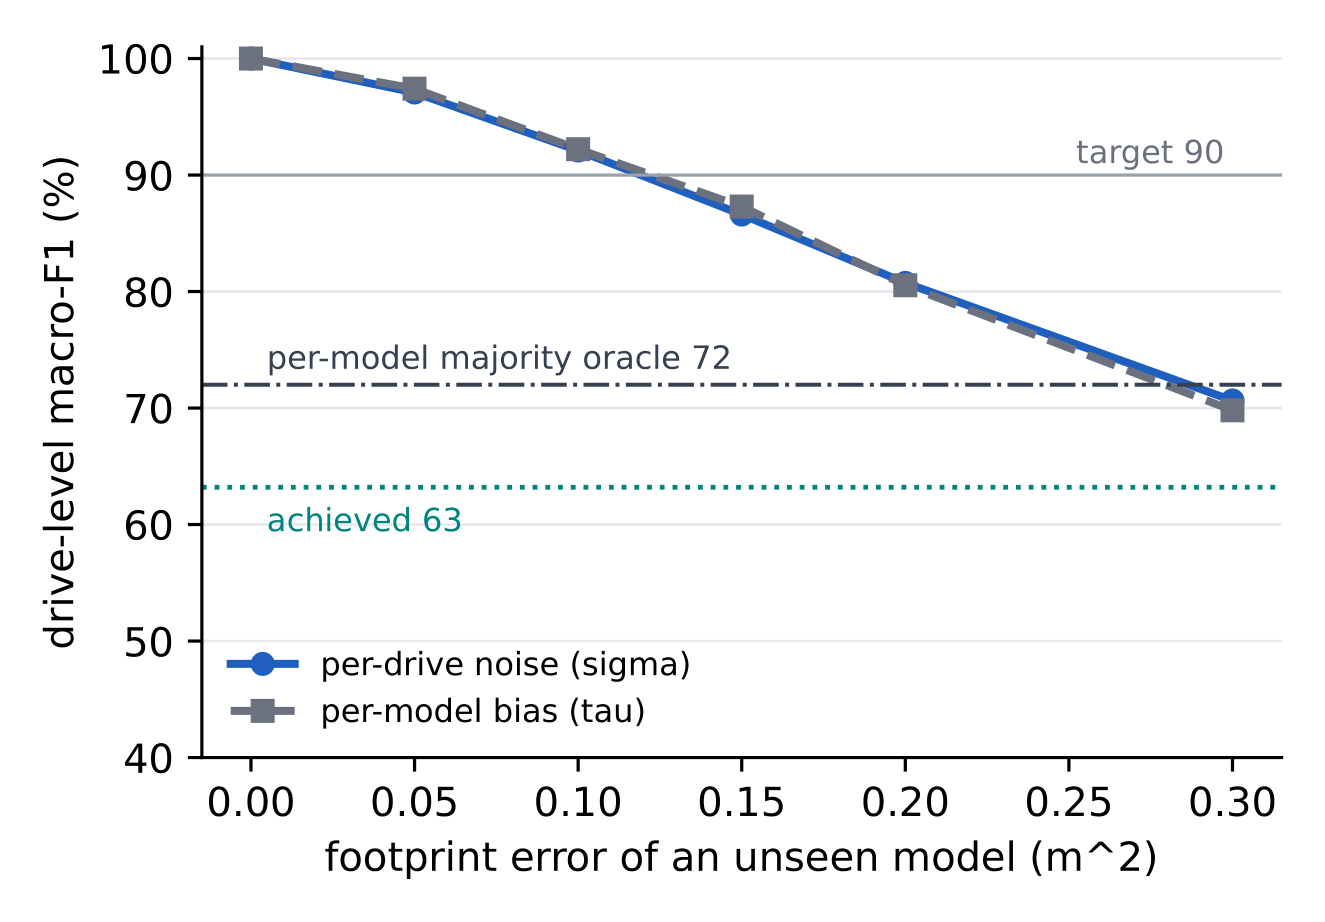 100
90
80
70
60
50
40
drive-level macro-F1 (%)
target 90
per-model majority oracle 72
achieved 63
per-drive noise (sigma)
per-model bias (tau)
0.00 0.05 0.10 0.15 0.20 0.25 0.30
footprint error of an unseen model (m^2)